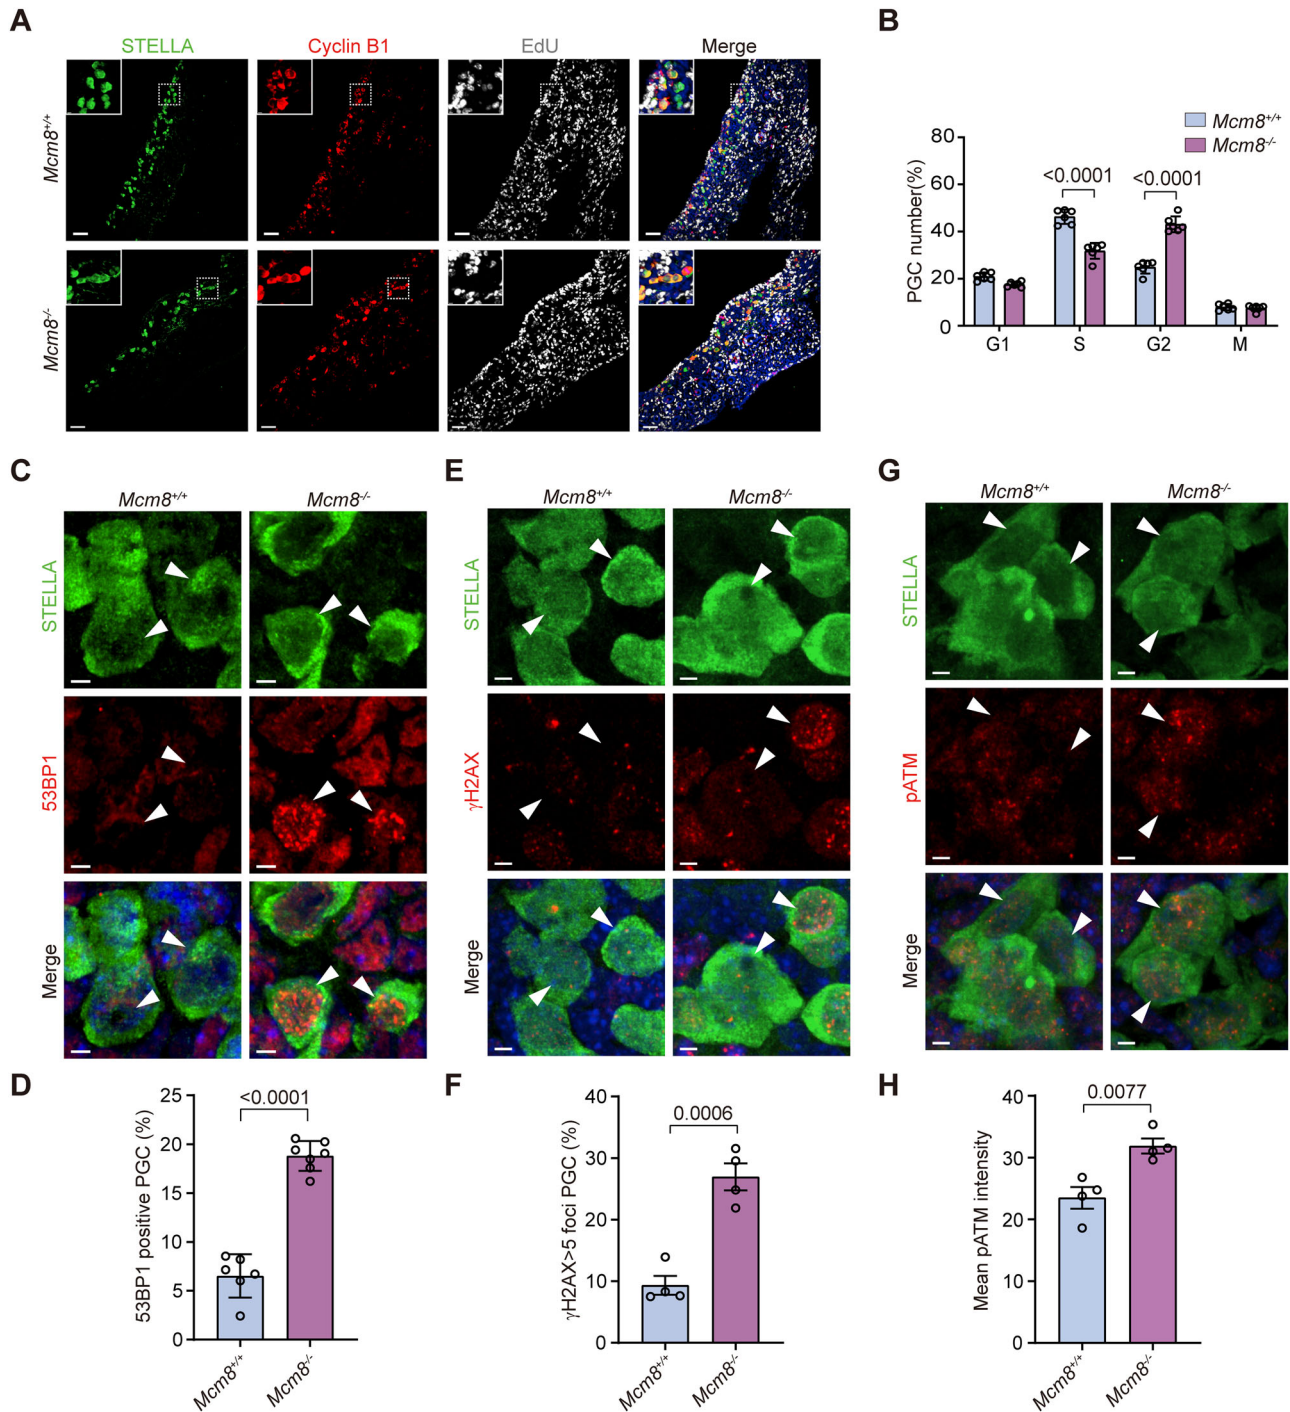 A
STELLA
Cyclin B1
EdU
Merge
Mcm8+/+
Mcm8-/-
B
Mcm8+/+
Mcm8-/-
PGC number(%)
80
60
40
20
0
<0.0001
<0.0001
G1
S
G2
M
C
Mcm8+/+
Mcm8-/-
STELLA
53BP1
Merge
E
Mcm8+/+
Mcm8-/-
STELLA
γH2AX
Merge
G
Mcm8+/+
Mcm8-/-
STELLA
pATM
Merge
D
53BP1 positive PGC (%)
25
20
15
10
5
0
<0.0001
Mcm8+/+
Mcm8-/-
F
γH2AX>5 foci PGC (%)
40
30
20
10
0
0.0006
Mcm8+/+
Mcm8-/-
H
Mean pATM intensity
40
30
20
10
0
0.0077
Mcm8+/+
Mcm8-/-